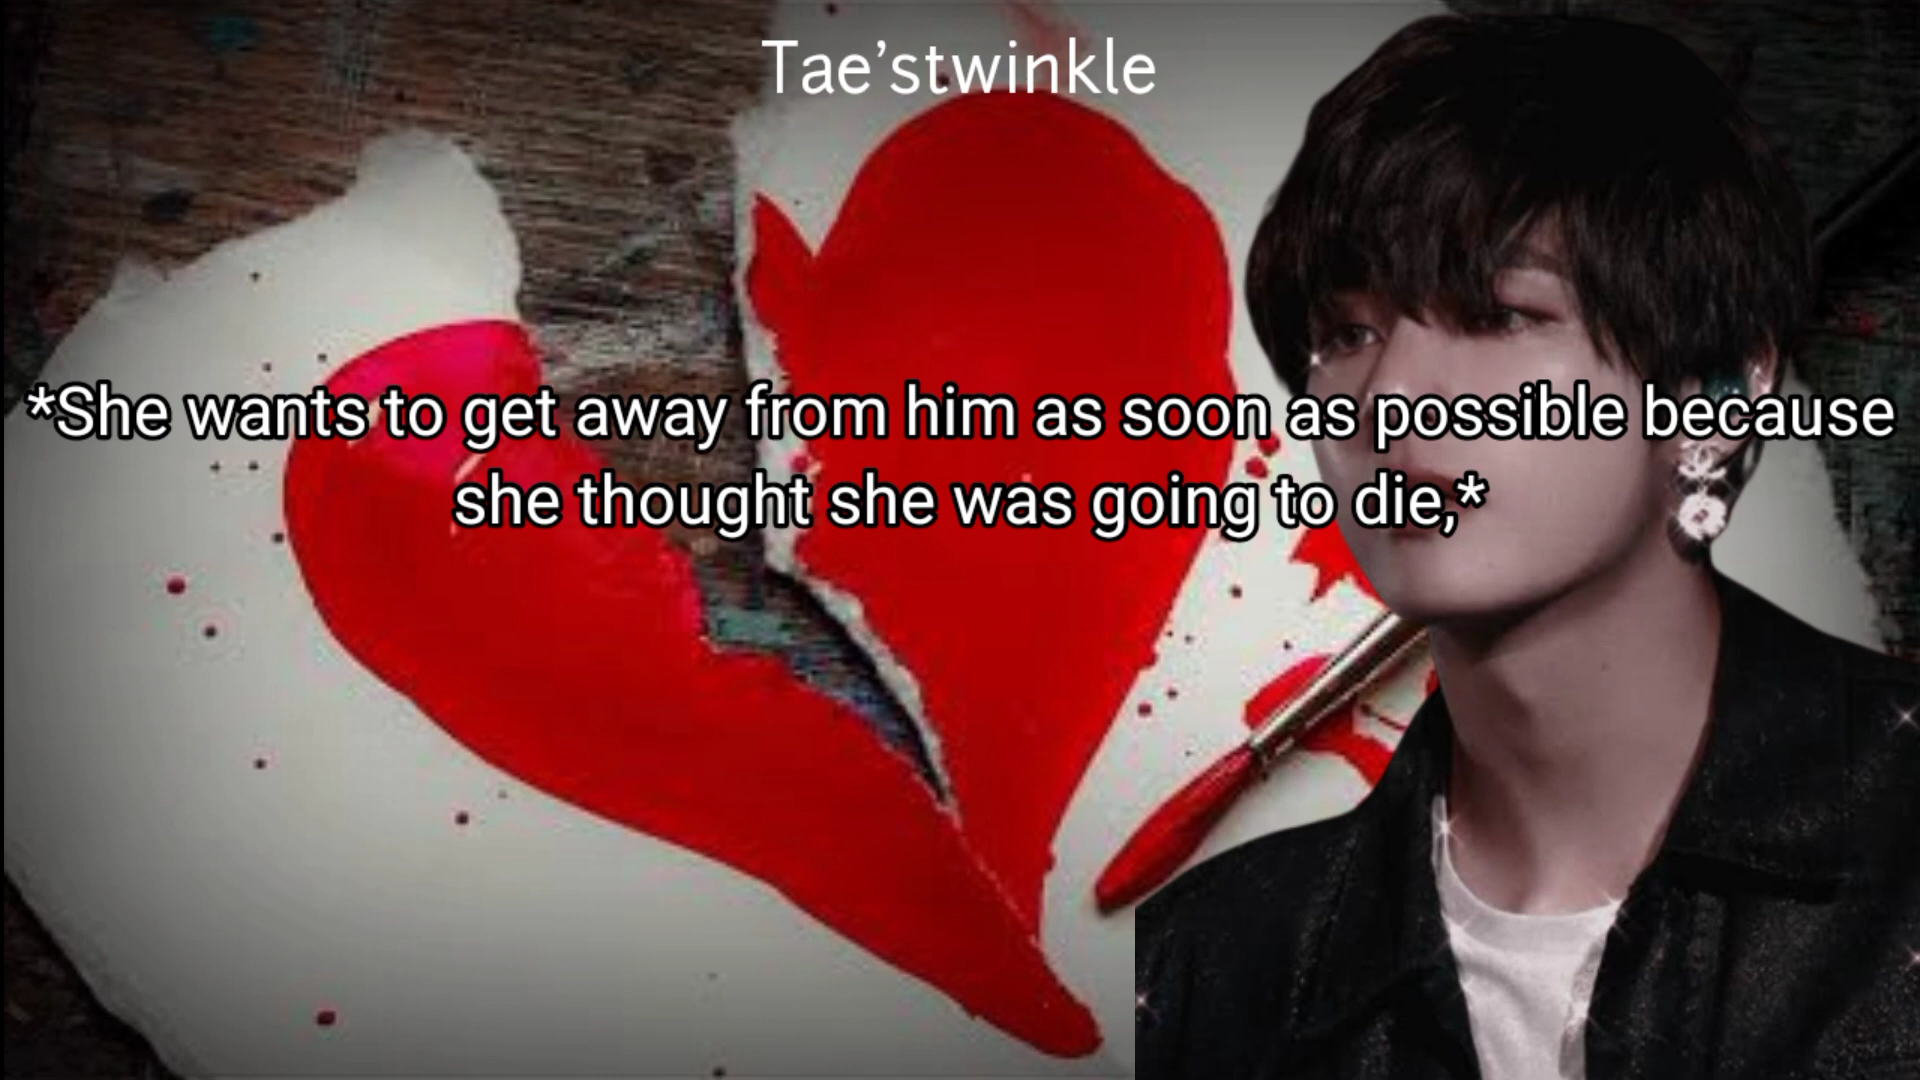 Tae’stwinkle
*She wants to get away from him as soon as possible because
she thought she was going to die,*